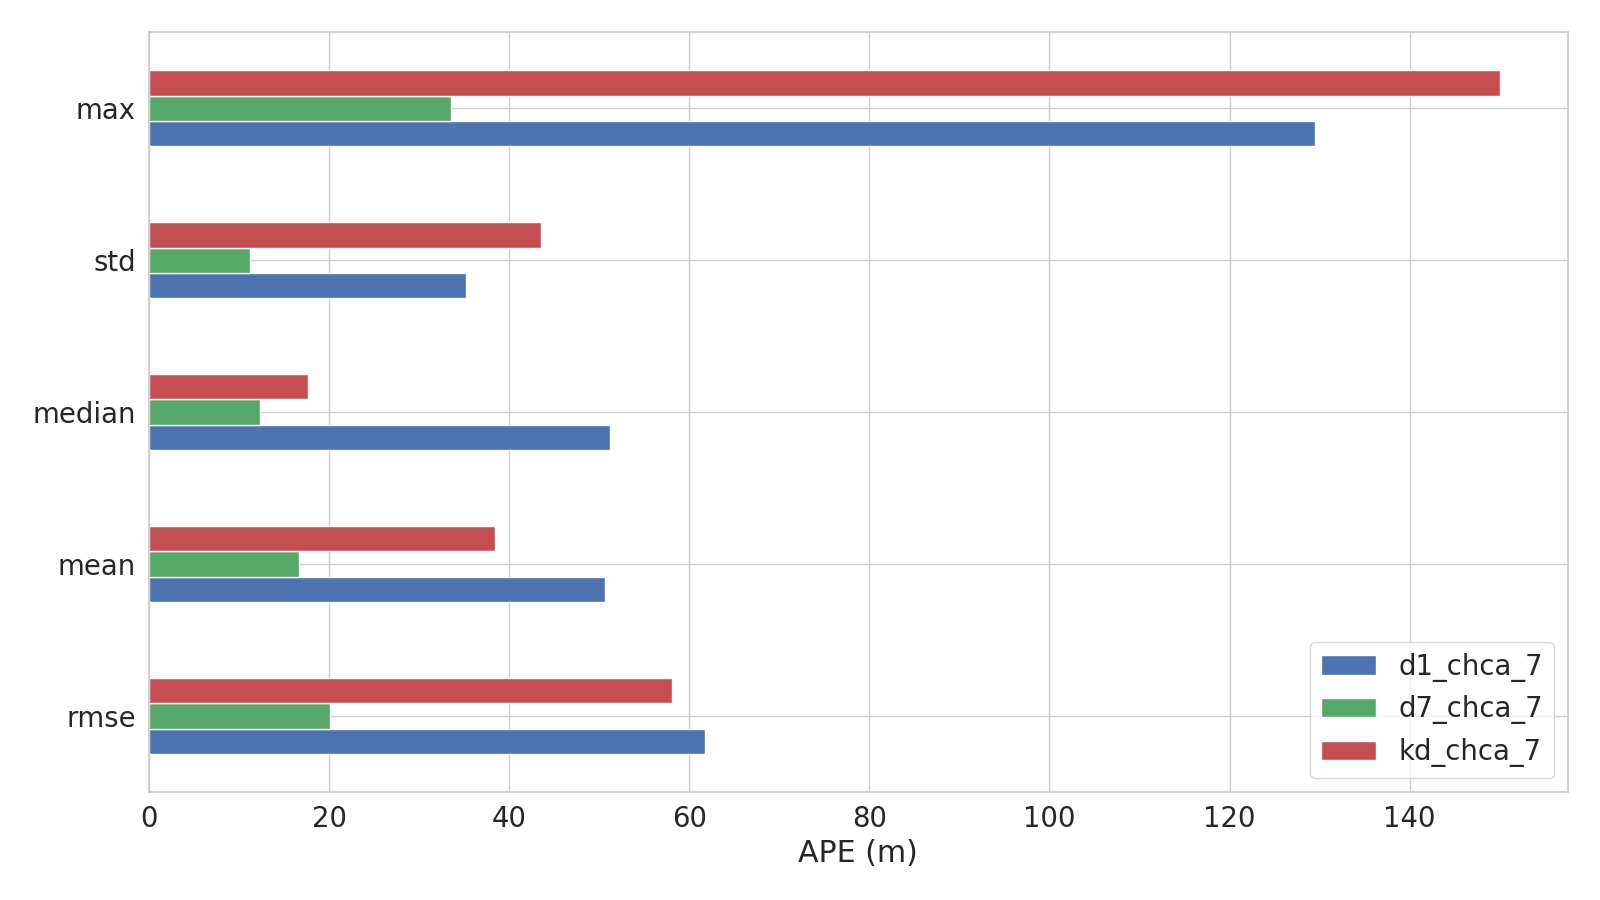 max
std
median
mean
rmse
d1_chca_7
d7_chca_7
kd_chca_7
0 20 40 60 80 100 120 140
APE (m)